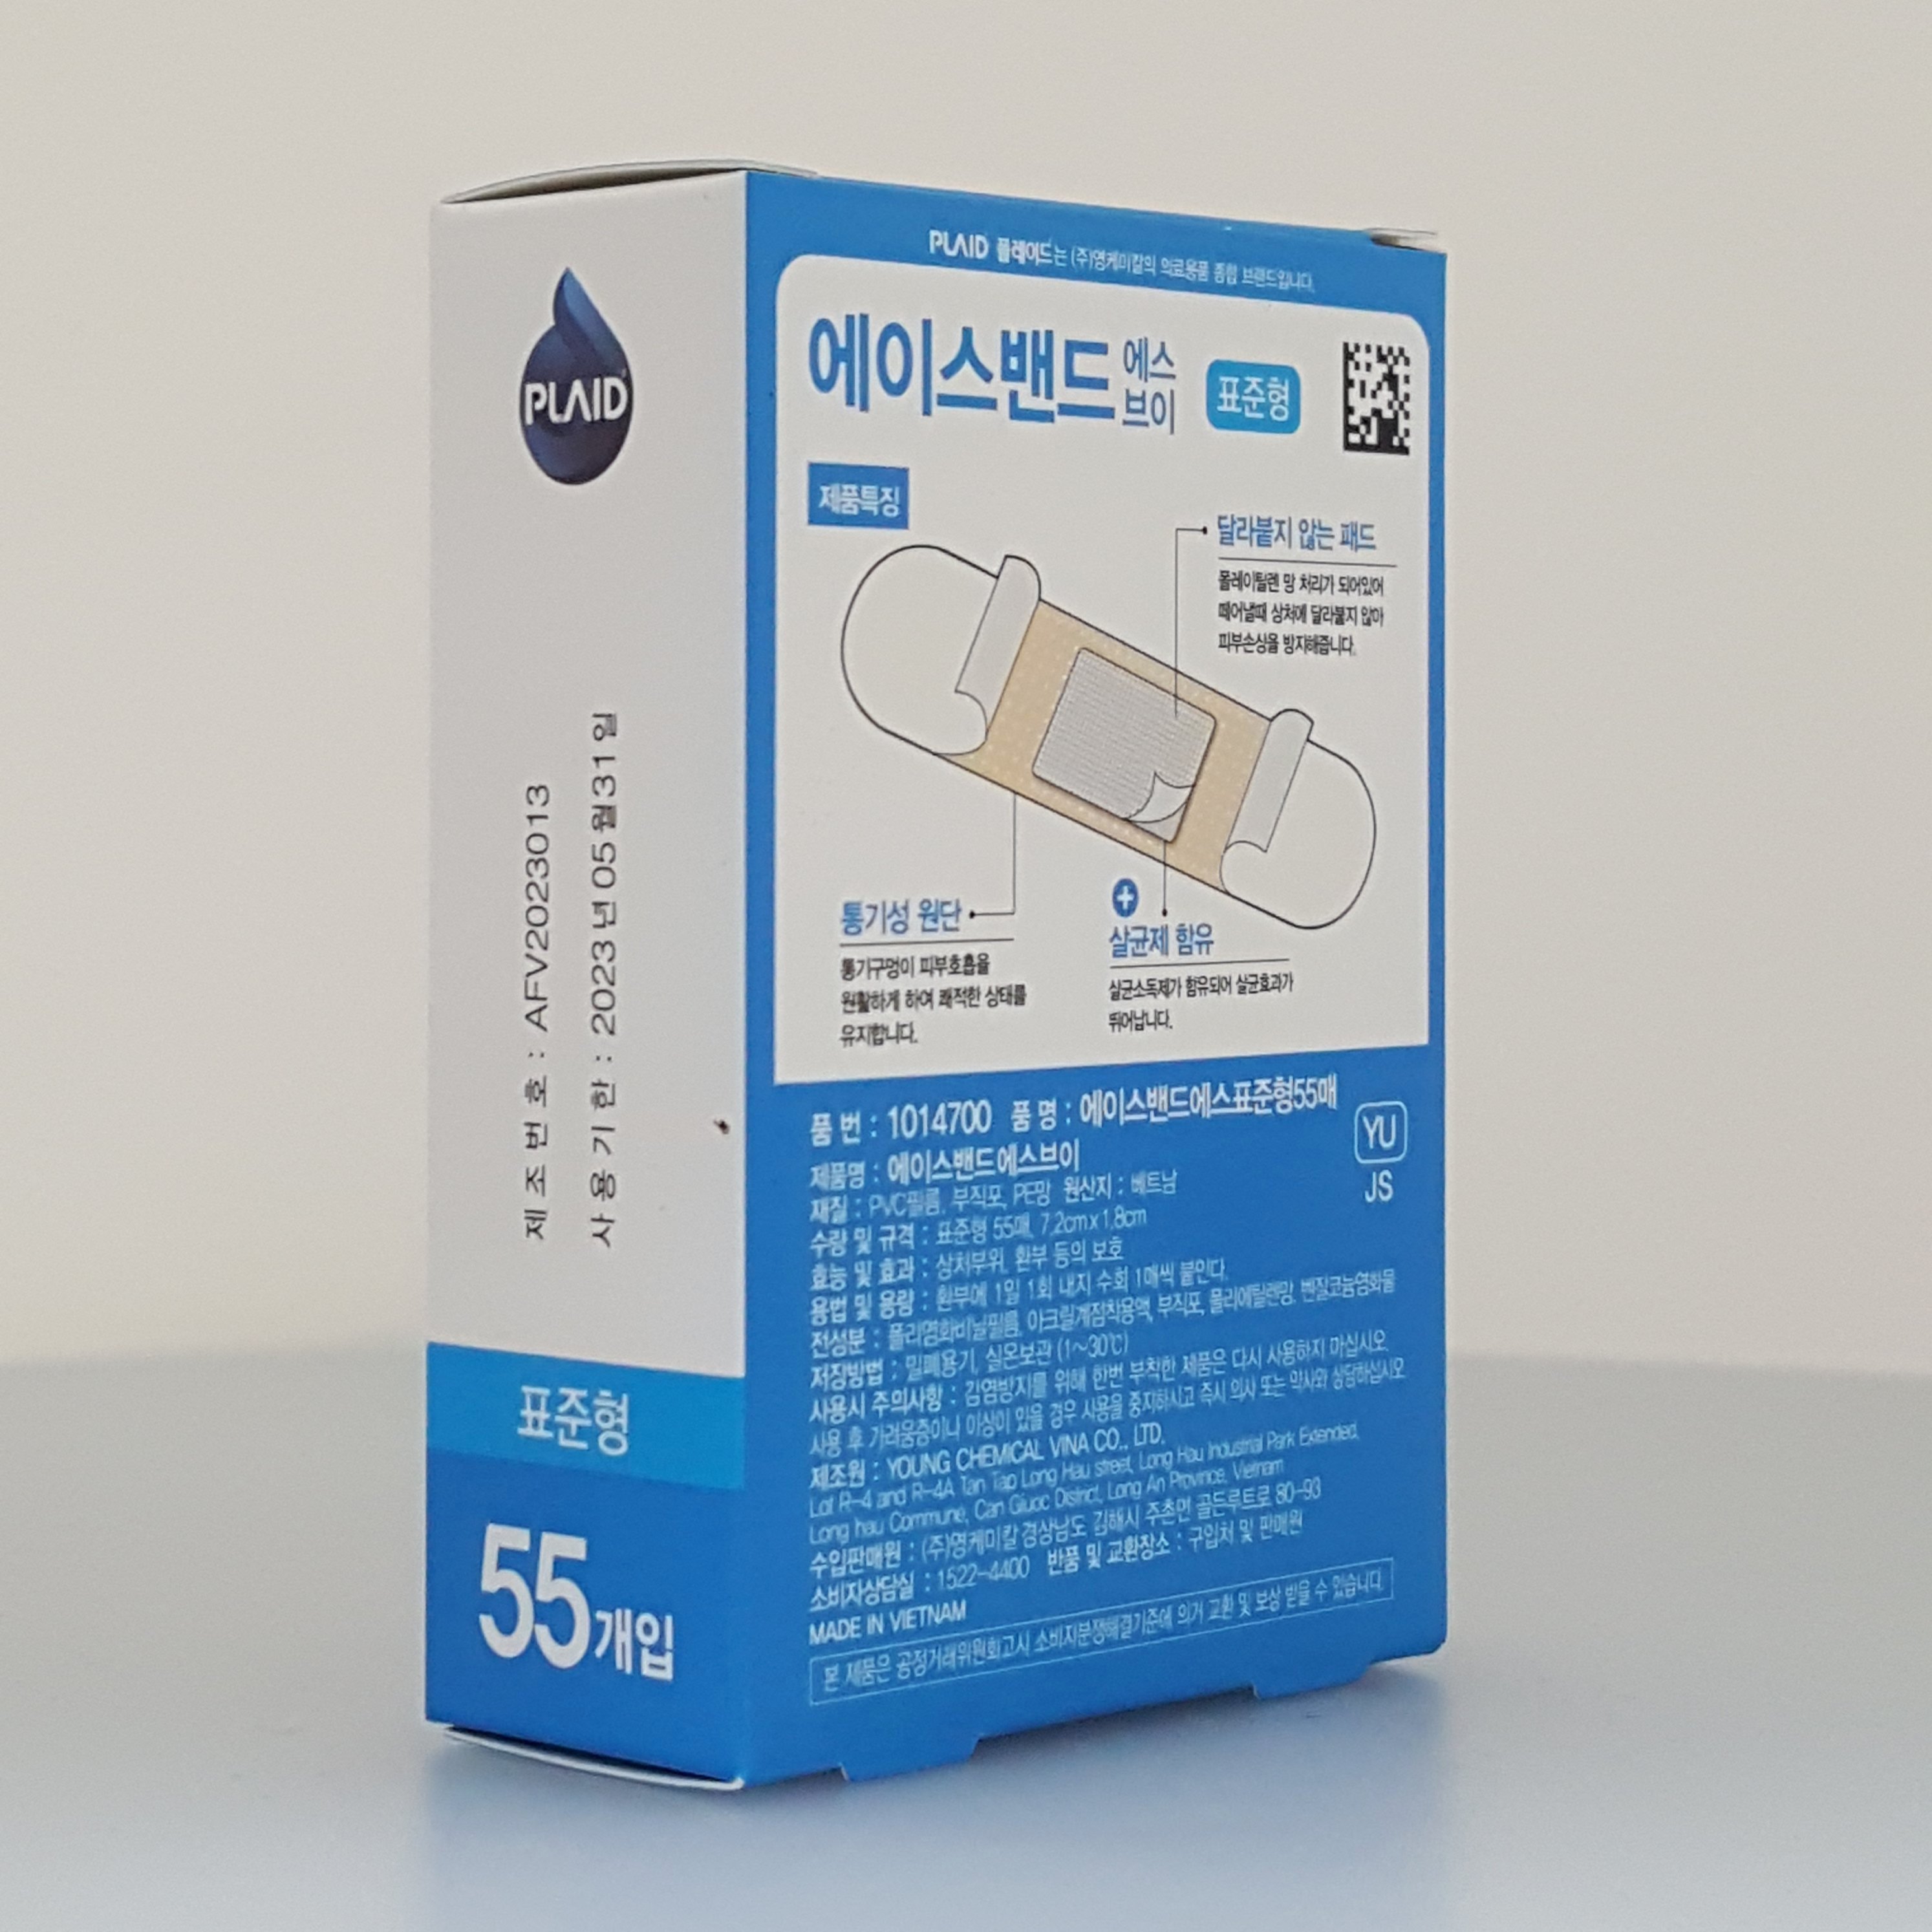 PLAID
제조번호 : AFV2023013
사용기한 : 2023년 05월 31일
표준형
55개입
PLAID 플레이드는 (주)영케미칼의 의료용품 종합 브랜드입니다.
에이스밴드 에스
브이
표준형
제품특징
달라붙지 않는 패드
폴레이틸렌 망 처리가 되어있어
떼어낼때 상처에 달라붙지 않아
피부손상을 방지해줍니다.
통기성 원단
통기구멍이 피부호흡을
원활하게 하여 쾌적한 상태를
유지합니다.
살균제 함유
살균소독제가 함유되어 살균효과가
뛰어납니다.
품 번 : 1014700 품 명 : 에이스밴드에스표준형55매
제품명 : 에이스밴드에스브이
재질 : PVC필름, 부직포, PE망 원산지 : 베트남
수량 및 규격 : 표준형 55매, 7.2cm x 1.8cm
효능 및 효과 : 상처부위, 환부 등의 보호
용법 및 용량 : 환부에 1일 1회 내지 수회 1매씩 붙인다.
전성분 : 폴리염화비닐필름, 아크릴계점착용액, 부직포, 폴리에틸렌망, 벤잘코늄염화물
저장방법 : 밀폐용기, 실온보관 (1~30℃)
사용시 주의사항 : 감염방지를 위해 한번 부착한 제품은 다시 사용하지 마십시오.
사용 후 가려움증이나 이상이 있을 경우 사용을 중지하시고 즉시 의사 또는 약사와 상담하십시오
제조원 : YOUNG CHEMICAL VINA CO., LTD.
Lot R-4 and R-4A Tan Tap Long Hau street, Long Hau Industrial Park Extended,
Long hau Commune, Can Giuoc District, Long An Province, Vietnam
수입판매원 : (주)영케미칼 경상남도 김해시 주촌면 골든루트로 80-93
소비자상담실 : 1522-4400 반품 및 교환장소 : 구입처 및 판매원
MADE IN VIETNAM
본 제품은 공정거래위원회고시 소비자분쟁해결기준에 의거 교환 및 보상 받을 수 있습니다.
YU
JS